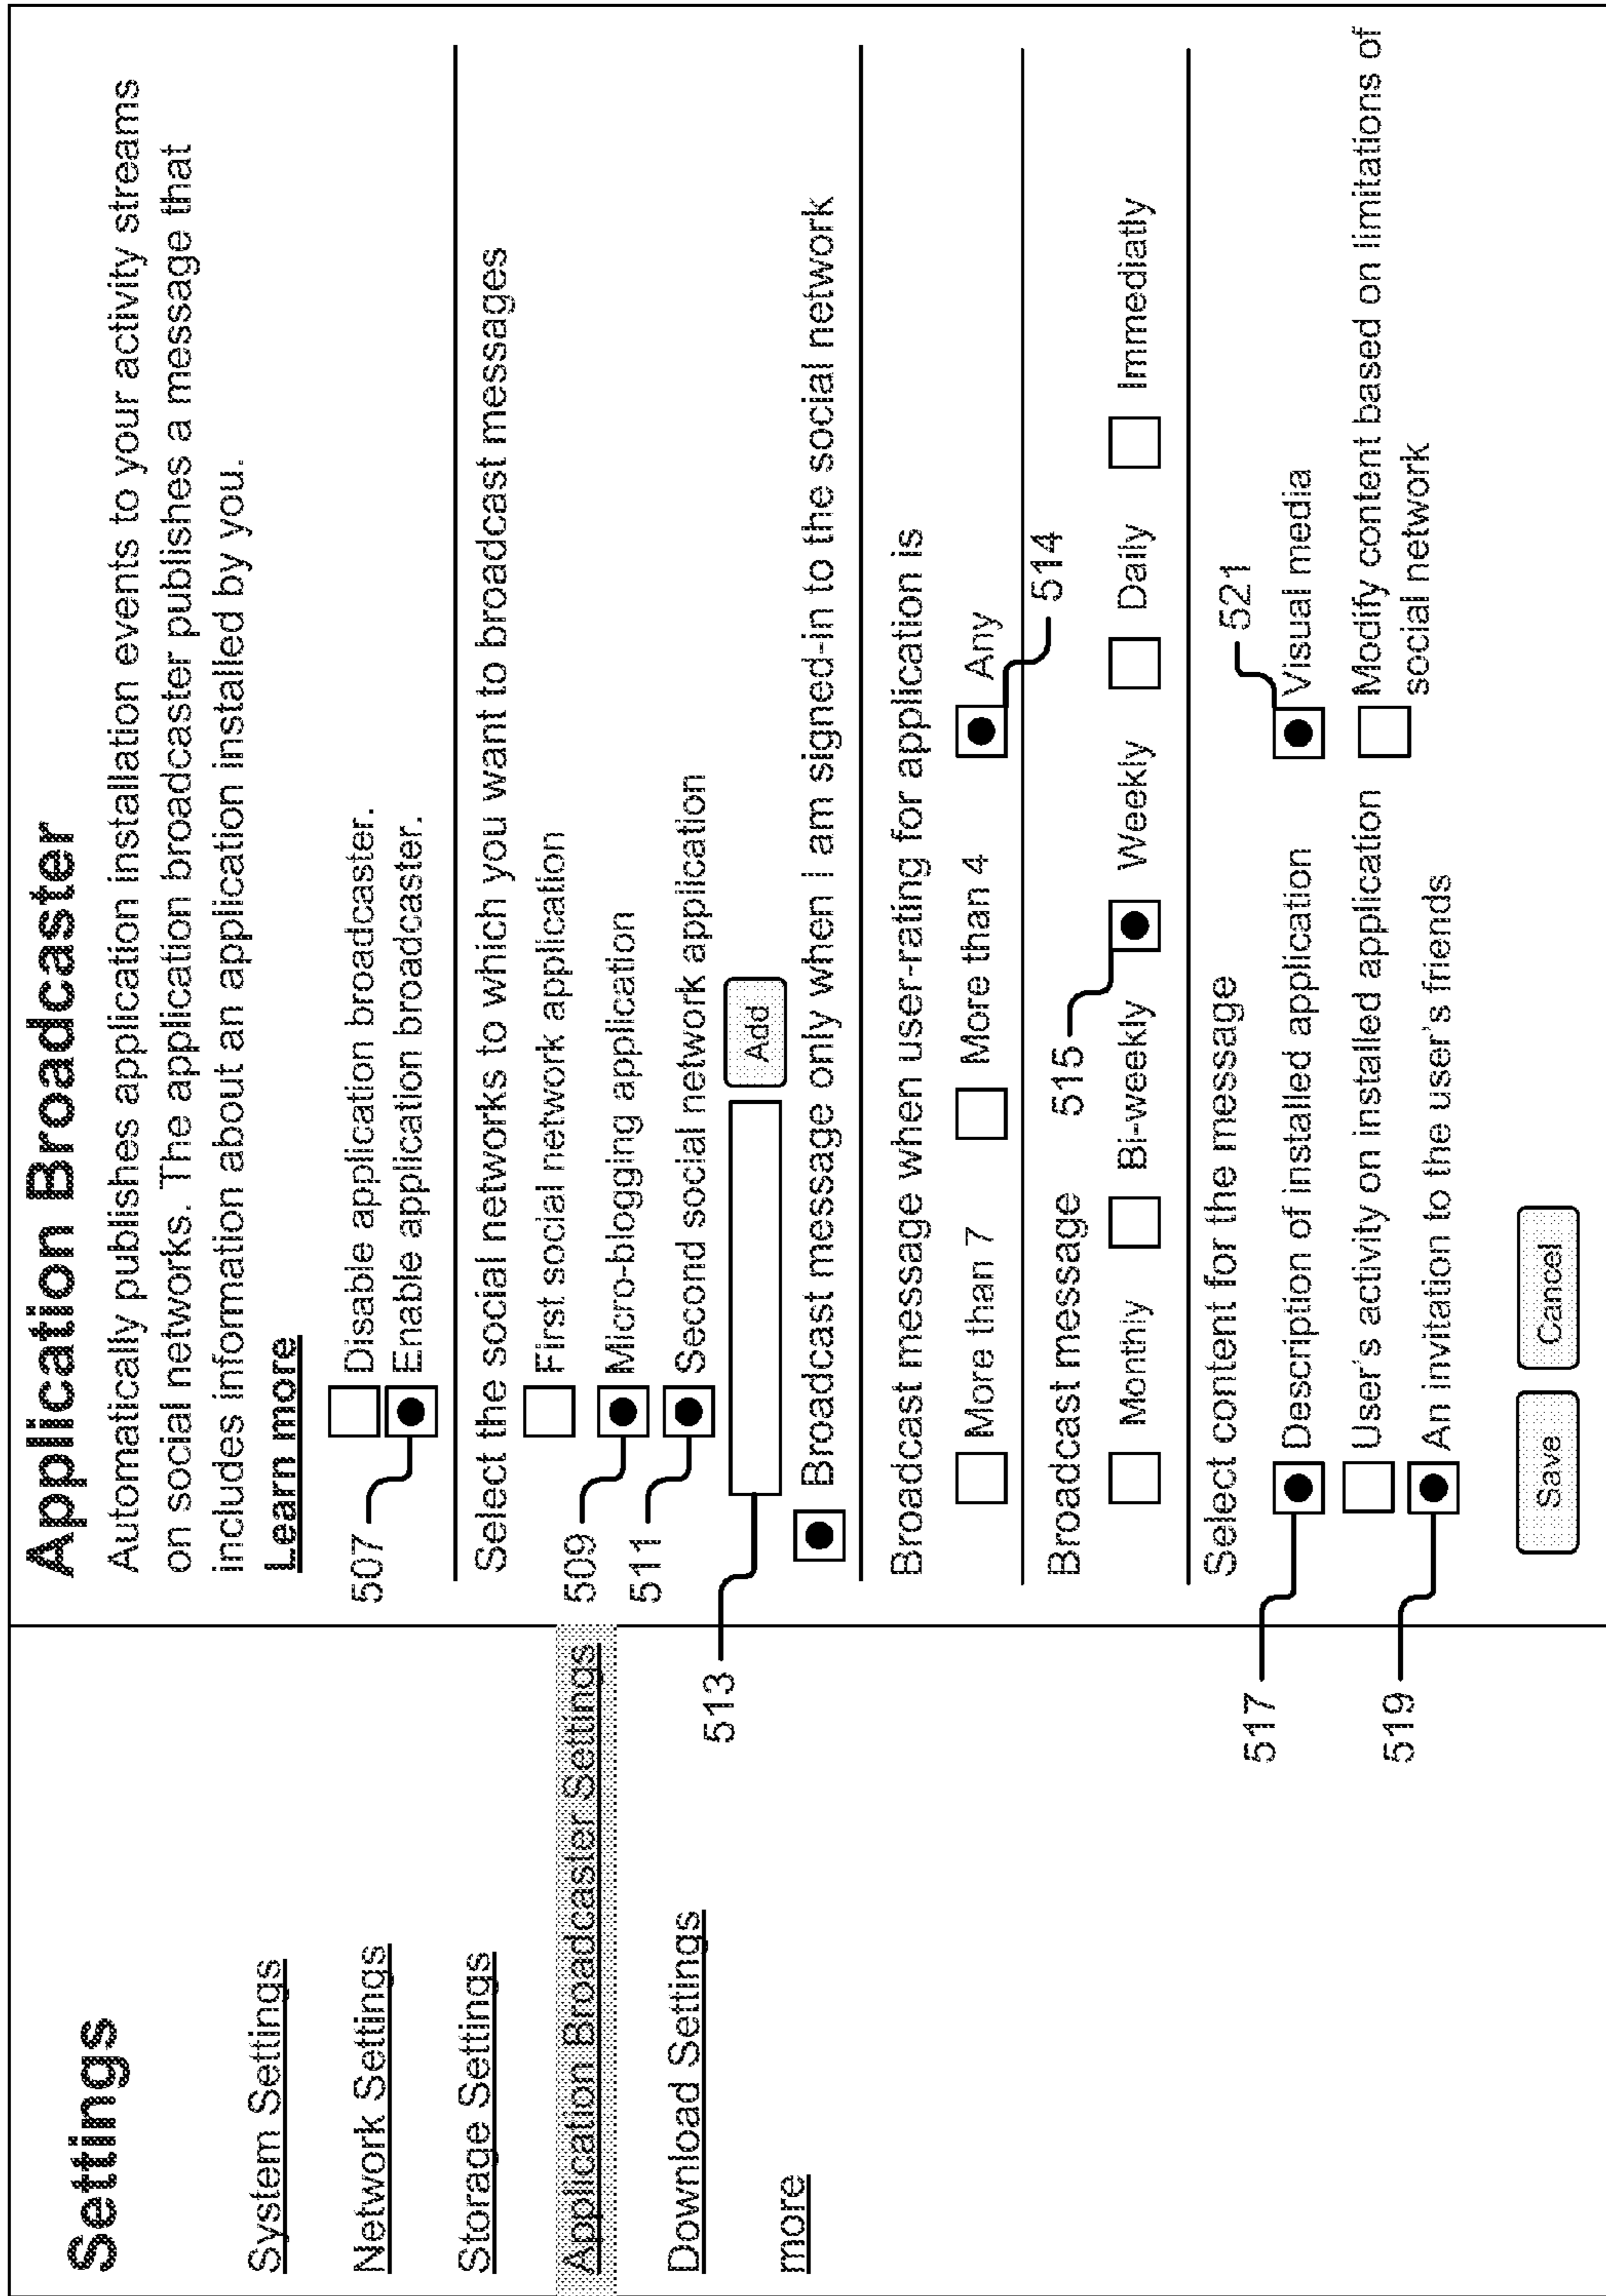 Settings
System Settings
Network Settings
Storage Settings
Application Broadcaster Settings
Download Settings
more
Application Broadcaster
Automatically publishes application installation events to your activity streams
on social networks. The application broadcaster publishes a message that
includes information about an application installed by you.
Learn more
Disable application broadcaster.
Enable application broadcaster.
507
Select the social networks to which you want to broadcast messages
First social network application
509
Micro-blogging application
511
Second social network application
513
Add
Broadcast message only when I am signed-in to the social network
Broadcast message when user-rating for application is
More than 7 More than 4 Any
514
Broadcast message 515
Monthly Bi-weekly Weekly Daily Immediatly
Select content for the message
521
517
Description of installed application Visual media
User's activity on installed application Modify content based on limitations of
social network
519
An invitation to the user's friends
Save Cancel